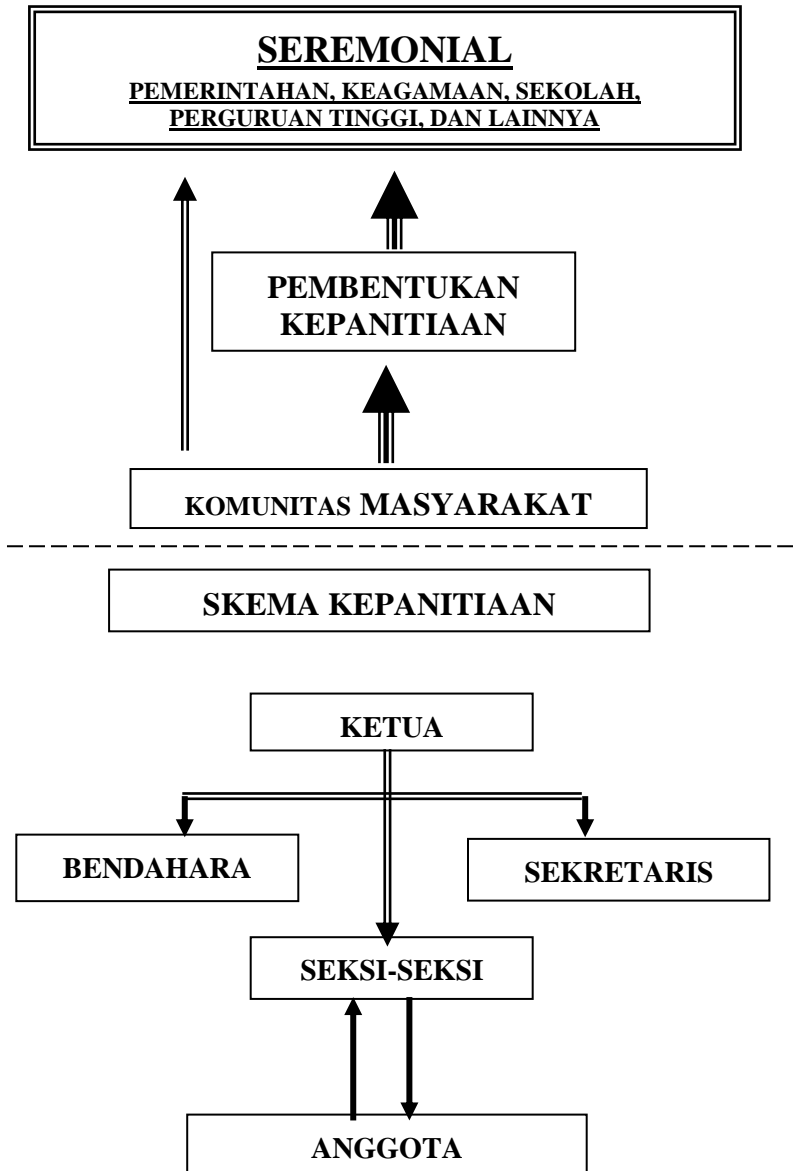 SEREMONIAL
PEMERINTAHAN, KEAGAMAAN, SEKOLAH,
PERGURUAN TINGGI, DAN LAINNYA
PEMBENTUKAN
KEPANITIAAN
KOMUNITAS MASYARAKAT
SKEMA KEPANITIAAN
KETUA
BENDAHARA
SEKRETARIS
SEKSI-SEKSI
ANGGOTA